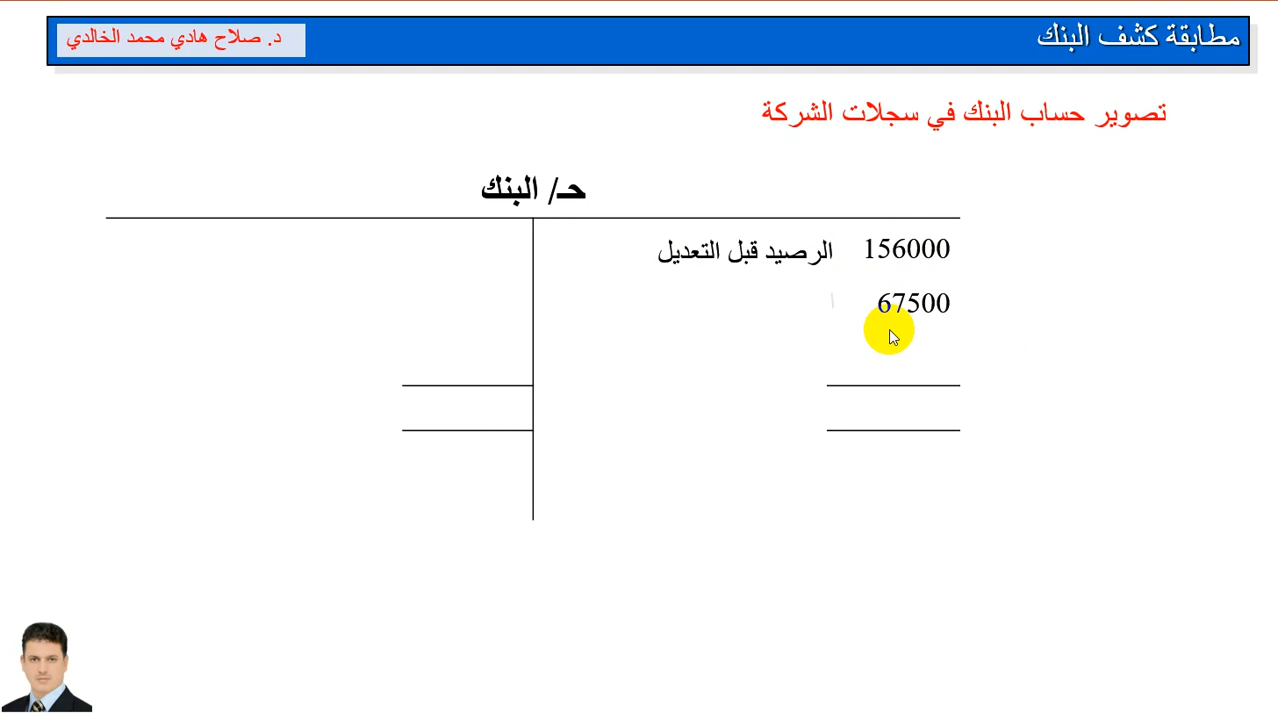 مطابقة كشف البنك
د. صلاح هادي محمد الخالدي
تصوير حساب البنك في سجلات الشركة
حـ/ البنك
156000 الرصيد قبل التعديل
67500